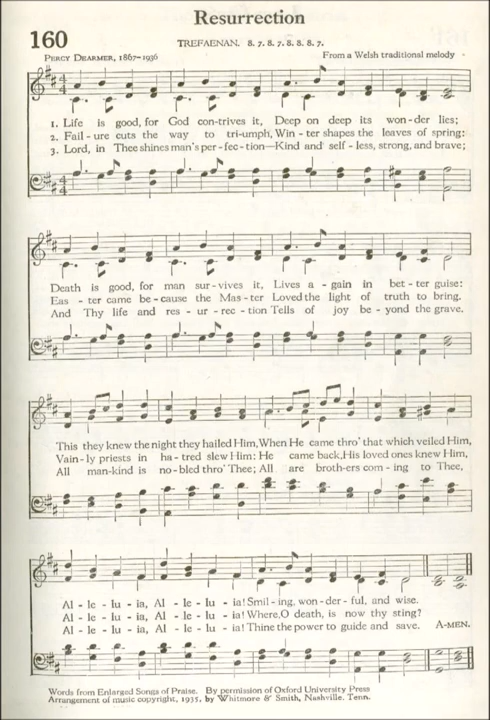 Resurrection
160
TREFAENAN. 8. 7. 8. 7. 8. 8. 8. 7.
PERCY DEARMER, 1867-1936
From a Welsh traditional melody
1. Life is good, for God con-trives it, Deep on deep its won-der lies;
2. Fail-ure cuts the way to tri-umph, Win-ter shapes the leaves of spring:
3. Lord, in Thee shines man's per-fec-tion—Kind and self-less, strong, and brave;
Death is good, for man sur-vives it, Lives a-gain in bet-ter guise:
Eas-ter came be-cause the Mas-ter Loved the light of truth to bring.
And Thy life and res-ur-rec-tion Tells of joy be-yond the grave.
This they knew the night they hailed Him, When He came thro' that which veiled Him,
Vain-ly priests in ha-tred slew Him: He came back, His loved ones knew Him,
All man-kind is no-bled thro' Thee; All are broth-ers com-ing to Thee,
Al-le-lu-ia, Al-le-lu-ia! Smil-ing, won-der-ful, and wise.
Al-le-lu-ia, Al-le-lu-ia! Where, O death, is now thy sting?
Al-le-lu-ia, Al-le-lu-ia! Thine the power to guide and save. A-MEN.
Words from Enlarged Songs of Praise. By permission of Oxford University Press
Arrangement of music copyright, 1935, by Whitmore & Smith, Nashville, Tenn.